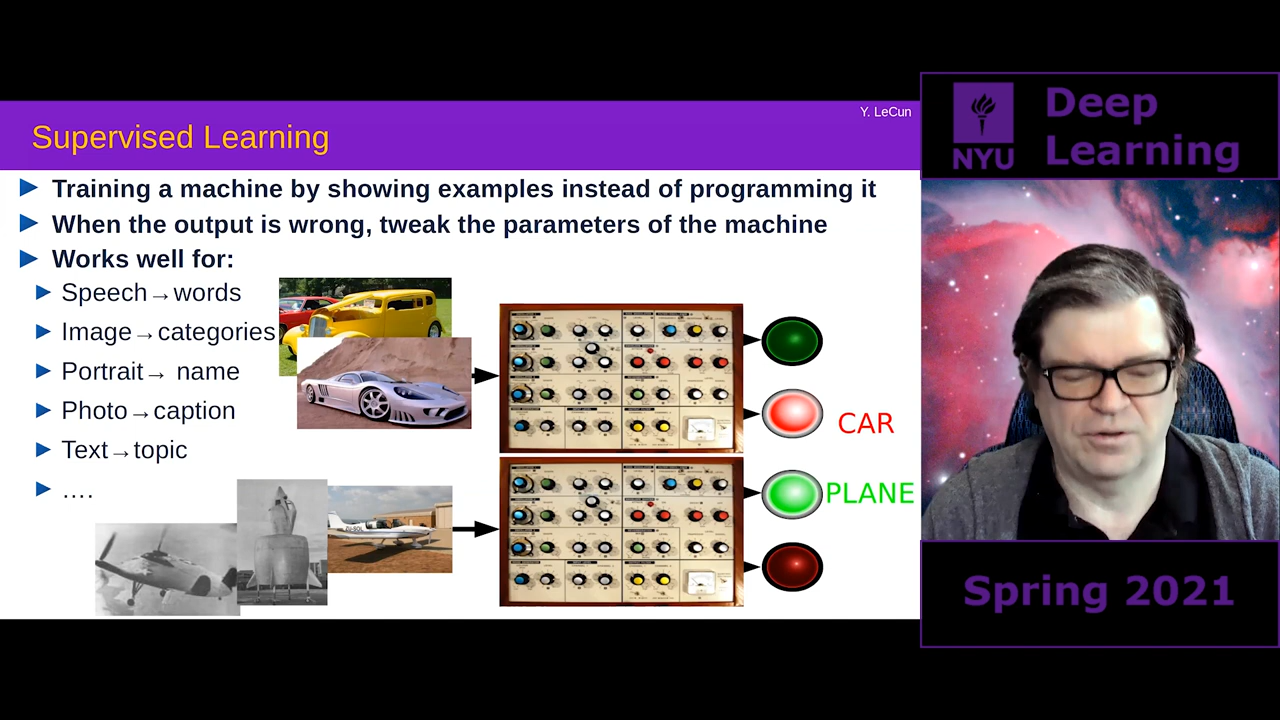 Y. LeCun
Supervised Learning
Training a machine by showing examples instead of programming it
When the output is wrong, tweak the parameters of the machine
Works well for:
Speech→words
Image→categories
Portrait→ name
Photo→caption
Text→topic
....
CAR
PLANE
NYU
Deep
Learning
Spring 2021